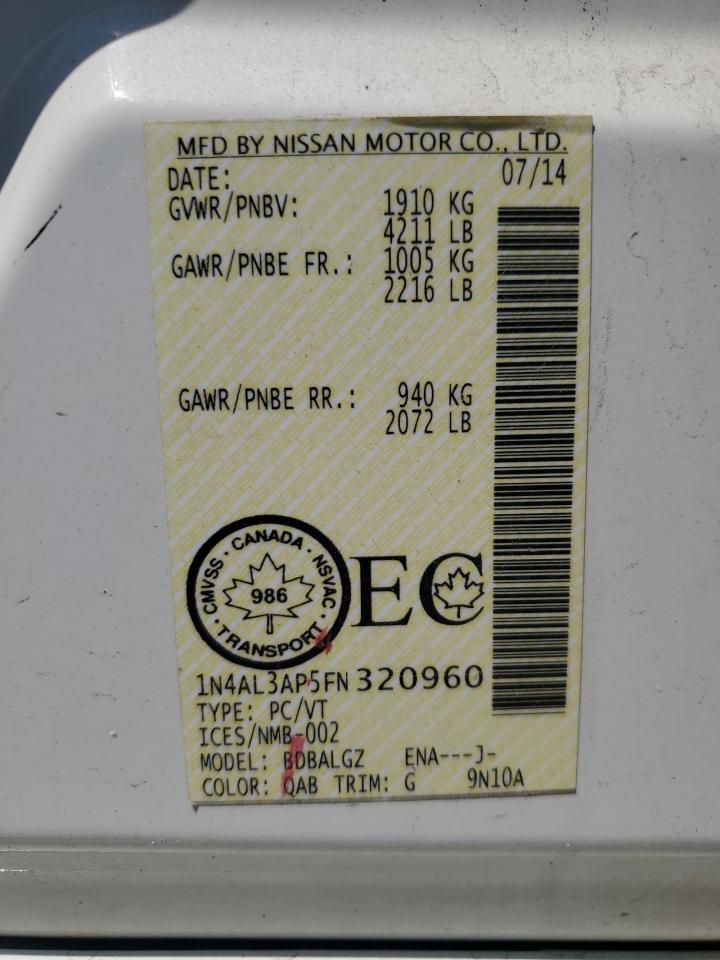 MFD BY NISSAN MOTOR CO., LTD.
DATE: 07/14
GVWR/PNBV: 1910 KG
4211 LB
GAWR/PNBE FR.: 1005 KG
2216 LB
GAWR/PNBE RR.: 940 KG
2072 LB
CMVSS · CANADA · NSVAC · TRANSPORT ·
986
EC
1N4AL3AP5FN320960
TYPE: PC/VT
ICES/NMB-002
MODEL: BDBALGZ ENA---J-
COLOR: QAB TRIM: G 9N10A